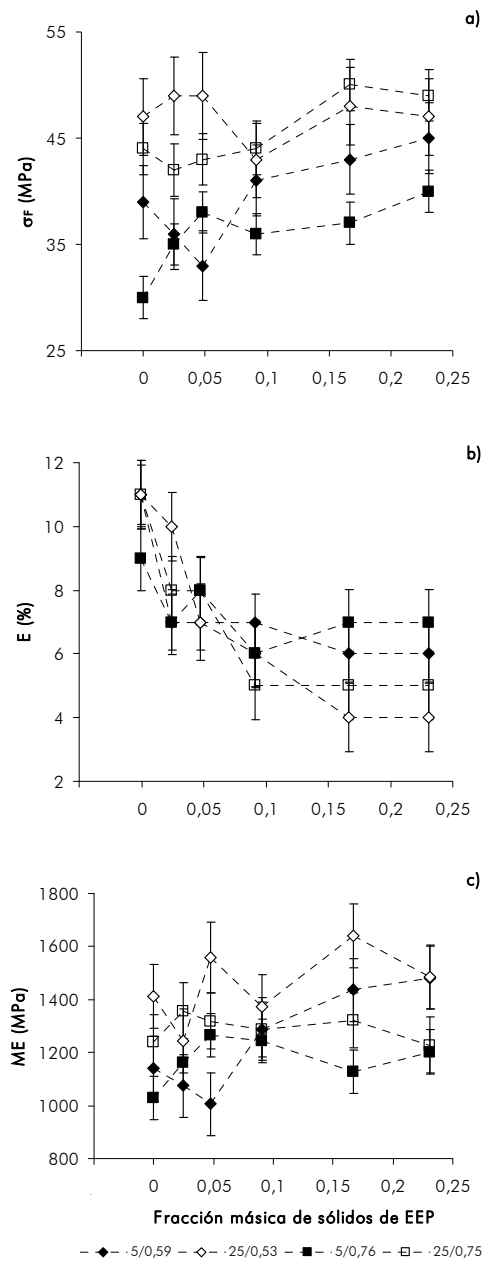 a)
55
45
35
25
σF (MPa)
0 0,05 0,1 0,15 0,2 0,25
b)
12
10
8
6
4
2
E (%)
0 0,05 0,1 0,15 0,2 0,25
c)
1800
1600
1400
1200
1000
800
ME (MPa)
0 0,05 0,1 0,15 0,2 0,25
Fracción másica de sólidos de EEP
5/0,59 25/0,53 5/0,76 25/0,75